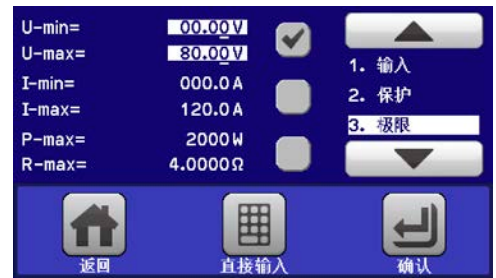 U-min= 00.00V
U-max= 80.00V
I-min= 000.0A
I-max= 120.0A
P-max= 2000W
R-max= 4.0000Ω
1. 输入
2. 保护
3. 极限
返回 直接输入 确认